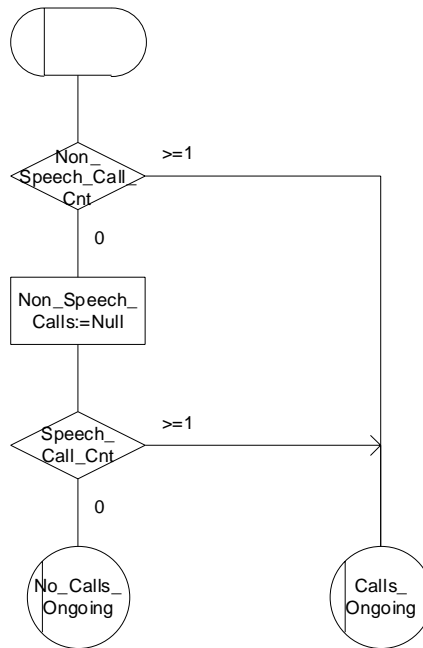 Non_
Speech_Call_
Cnt
>=1
0
Non_Speech_
Calls:=Null
Speech_
Call_Cnt
>=1
0
No_Calls_
Ongoing
Calls_
Ongoing